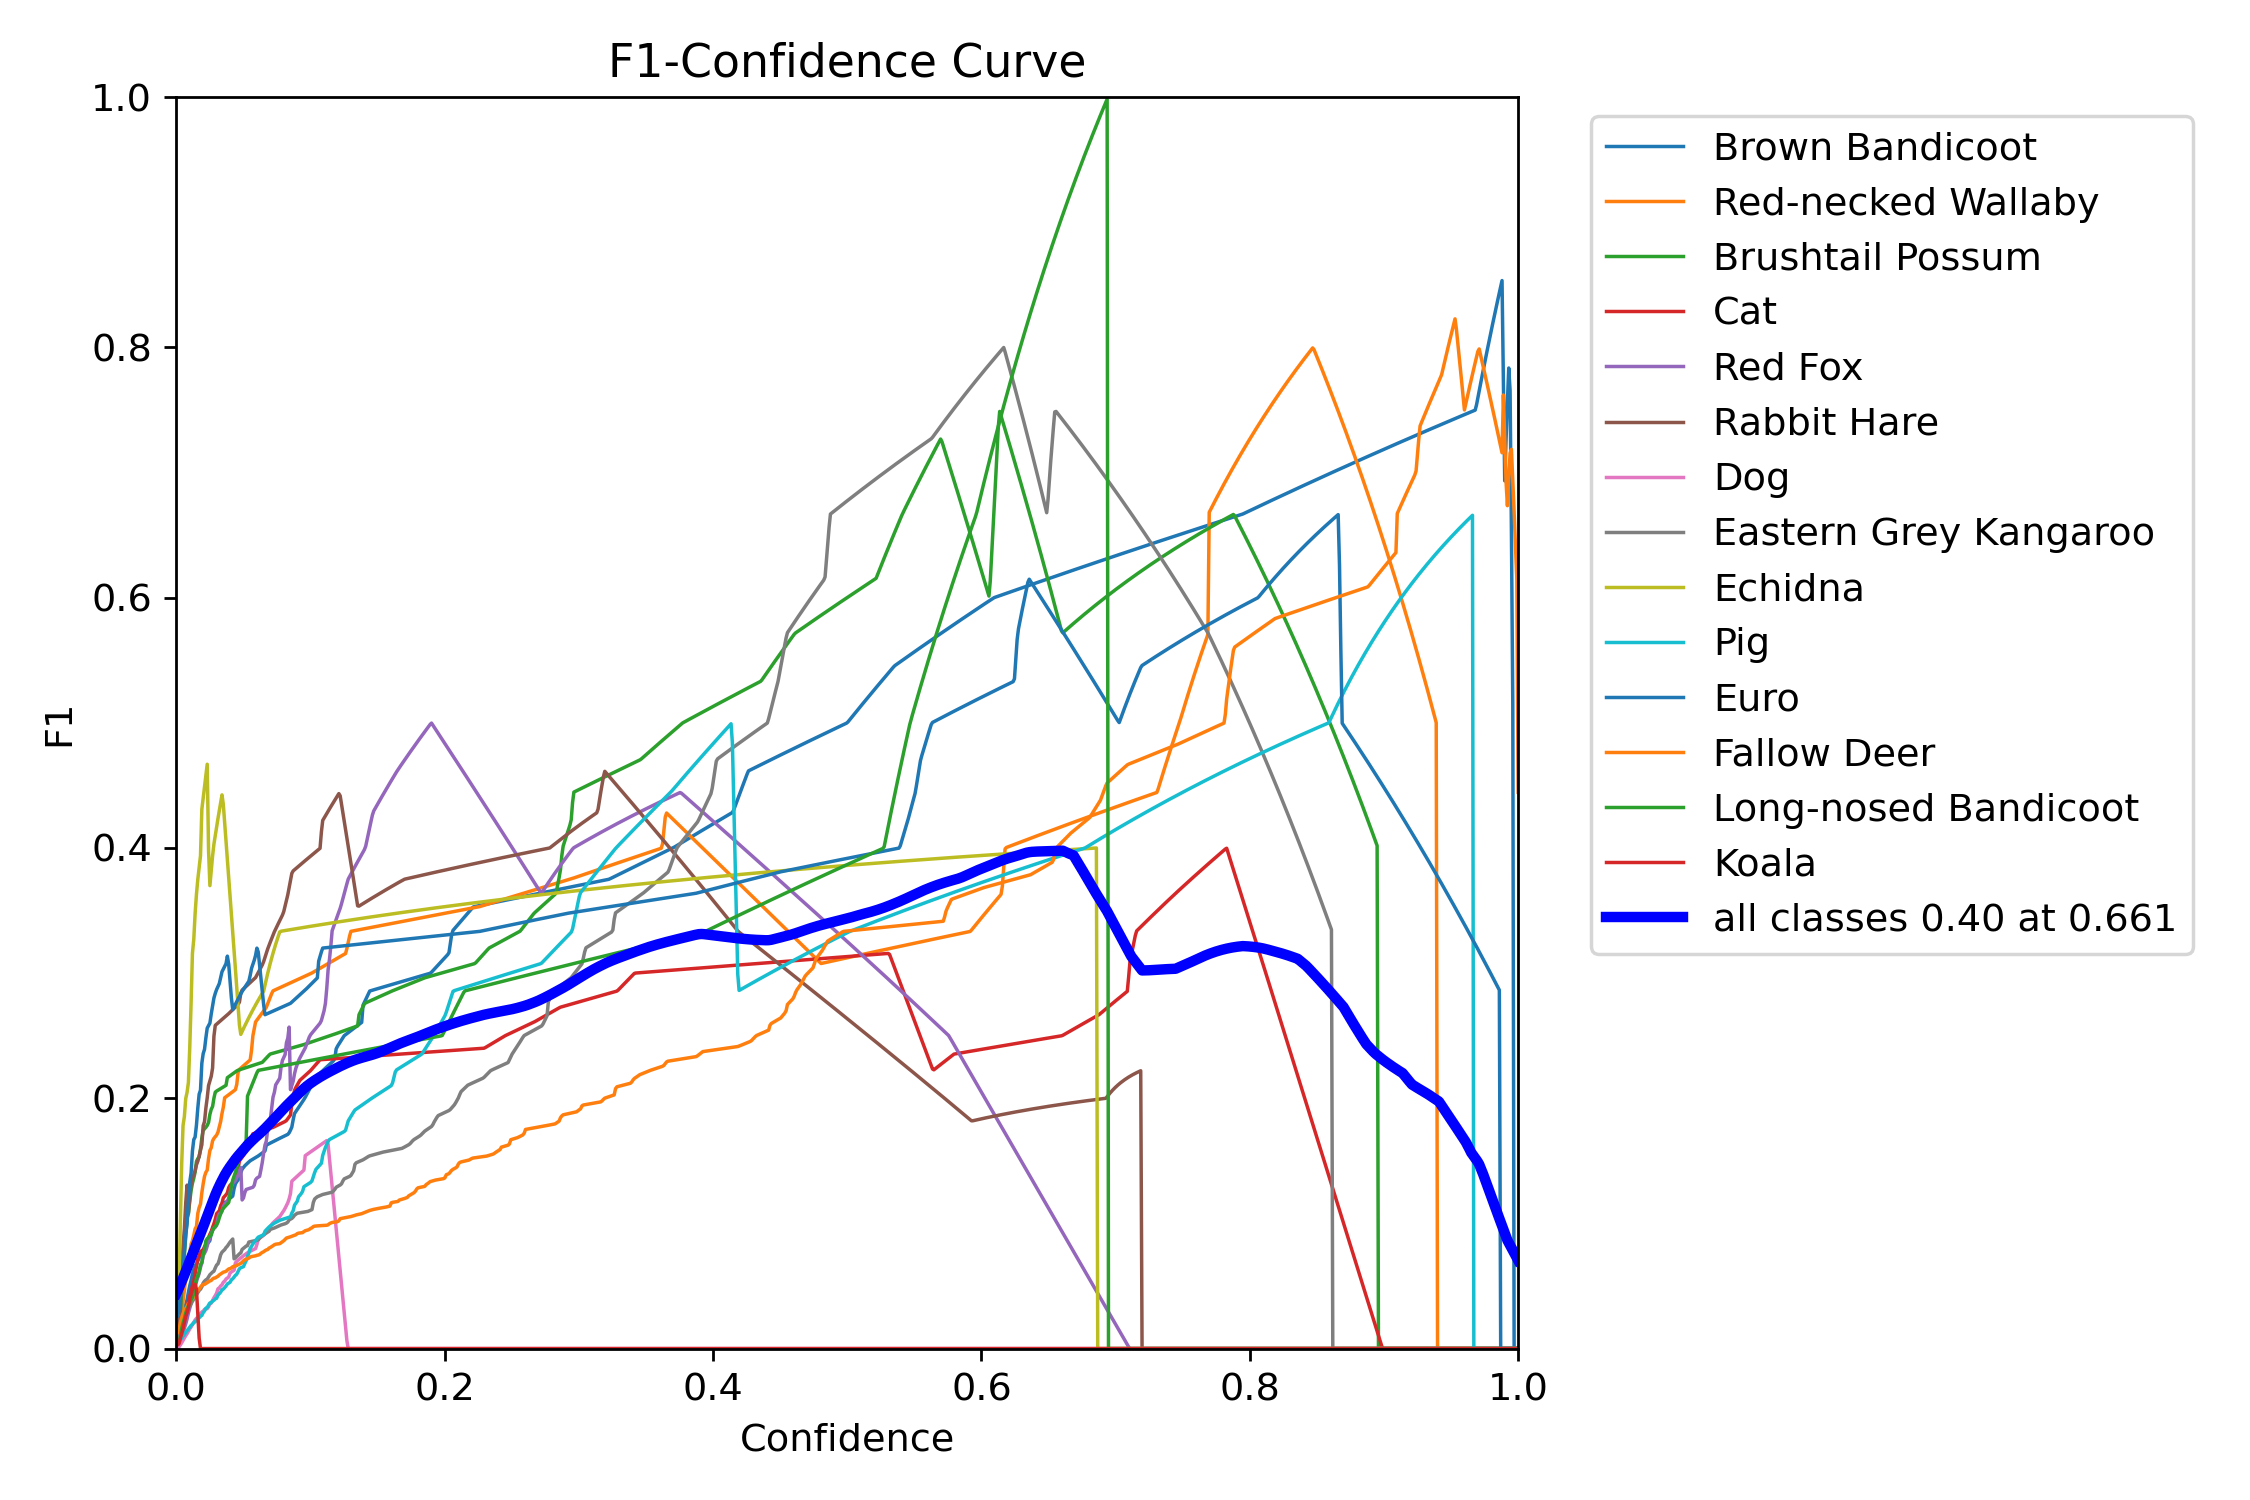 F1-Confidence Curve
1.0
0.8
0.6
0.4
0.2
0.0
F1
0.0 0.2 0.4 0.6 0.8 1.0
Confidence
Brown Bandicoot
Red-necked Wallaby
Brushtail Possum
Cat
Red Fox
Rabbit Hare
Dog
Eastern Grey Kangaroo
Echidna
Pig
Euro
Fallow Deer
Long-nosed Bandicoot
Koala
all classes 0.40 at 0.661